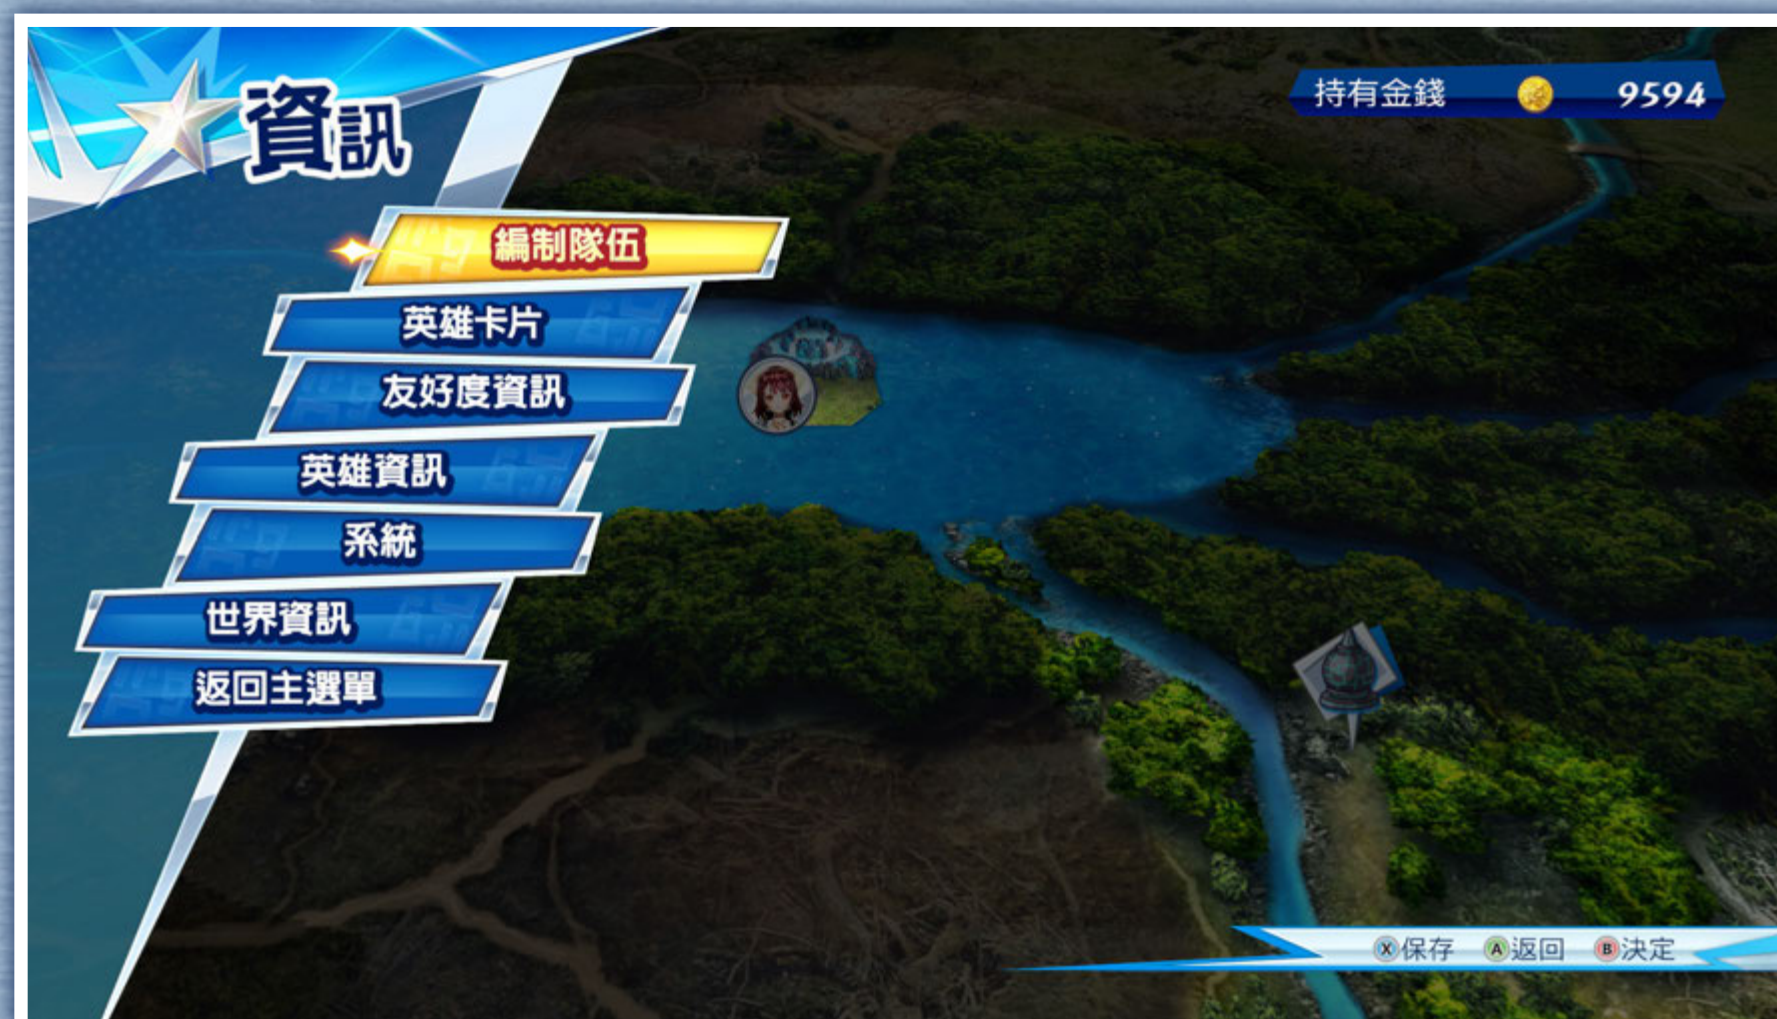 資訊
持有金錢 9594
編制隊伍
英雄卡片
友好度資訊
英雄資訊
系統
世界資訊
返回主選單
X保存 A返回 B決定